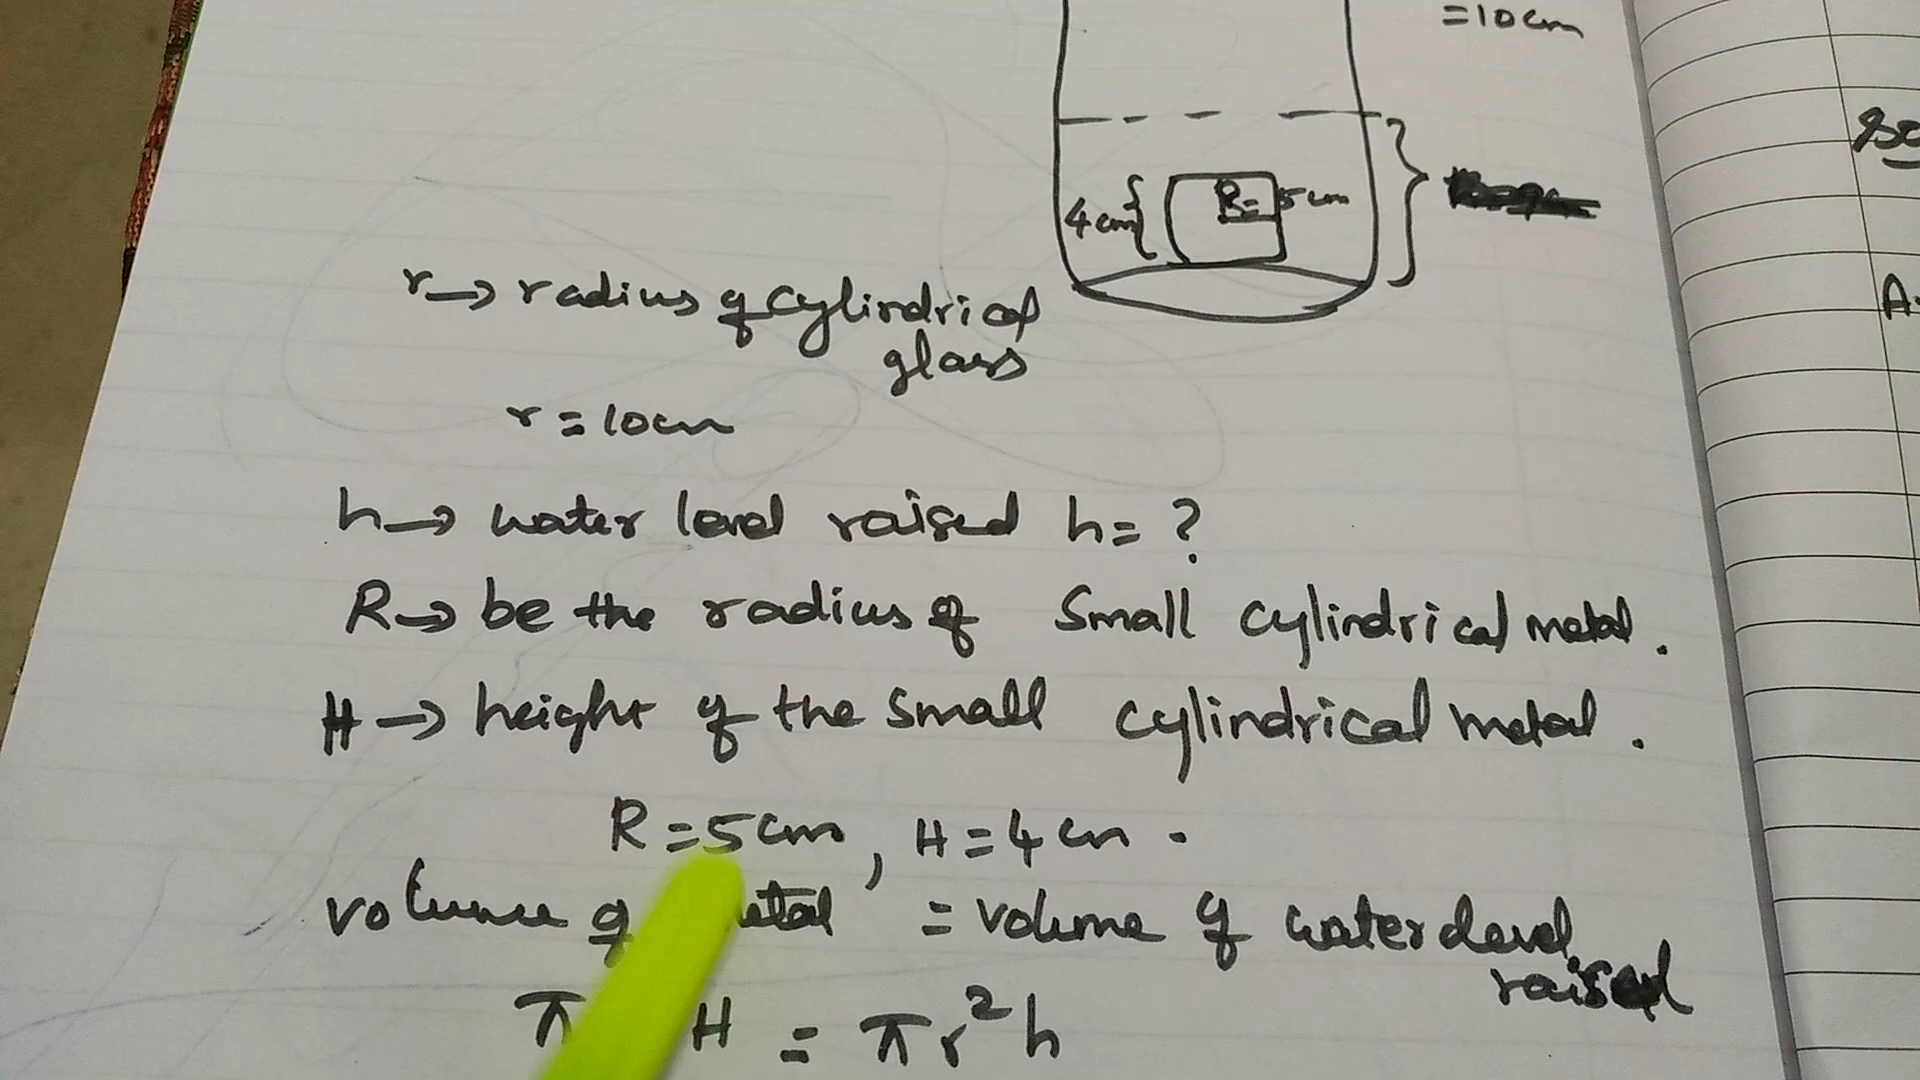 =10cm
4cm R= 5cm
r→ radius of cylindrical
glass
r = 10cm
h→ water level raised h= ?
R→ be the radius of small cylindrical metal.
H→ height of the small cylindrical metal.
R=5cm, H=4cm.
volume of = volume of water level
raised
π H = πr²h